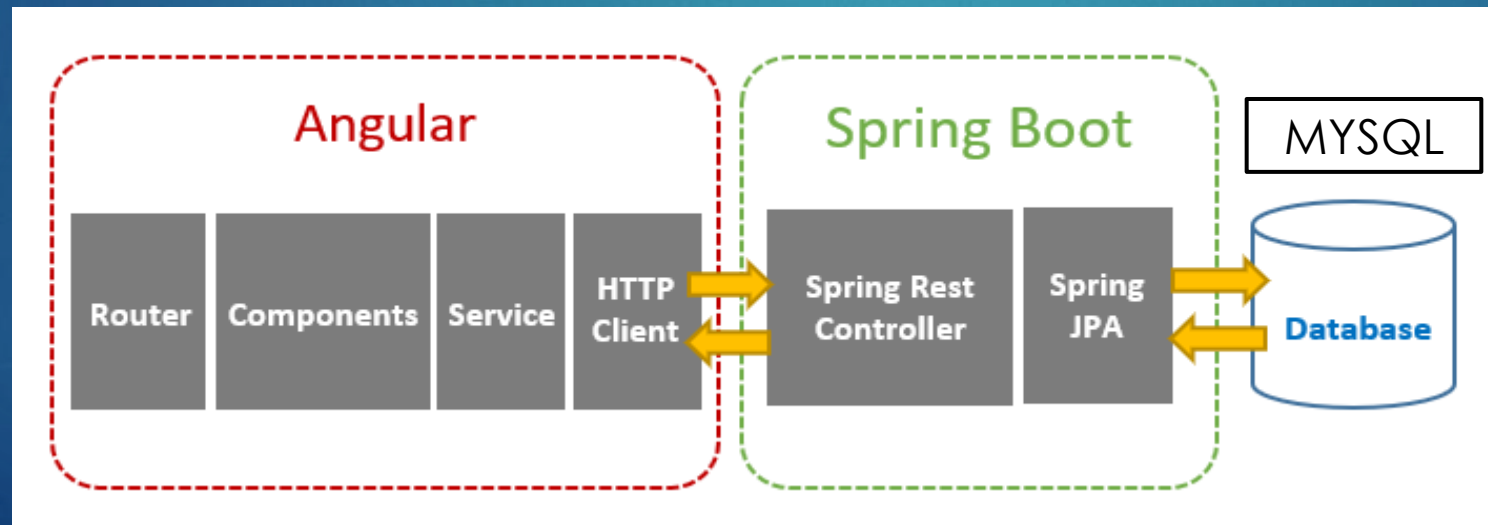 Angular
Spring Boot
MYSQL
Router
Components
Service
HTTP
Client
Spring Rest
Controller
Spring
JPA
Database